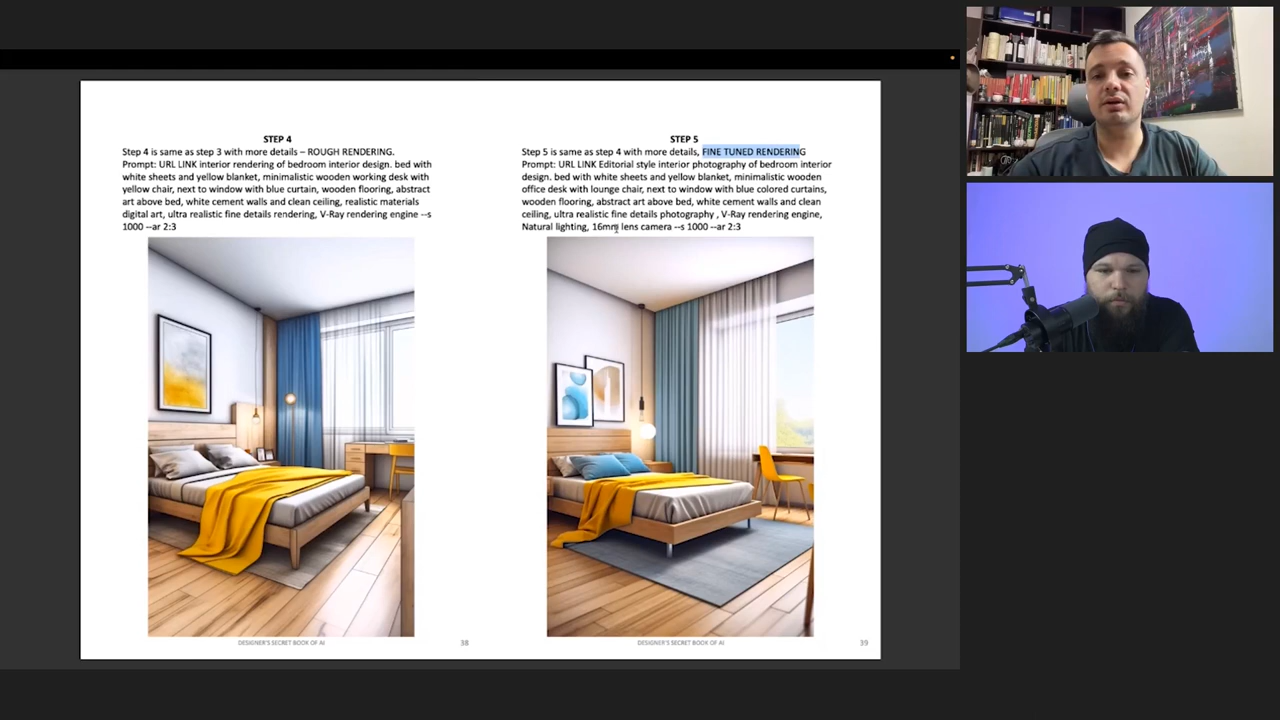 STEP 4
Step 4 is same as step 3 with more details – ROUGH RENDERING.
Prompt: URL LINK interior rendering of bedroom interior design. bed with
white sheets and yellow blanket, minimalistic wooden working desk with
yellow chair, next to window with blue curtain, wooden flooring, abstract
art above bed, white cement walls and clean ceiling, realistic materials
digital art, ultra realistic fine details rendering, V-Ray rendering engine --s
1000 --ar 2:3
DESIGNER'S SECRET BOOK OF AI
38
STEP 5
Step 5 is same as step 4 with more details, FINE TUNED RENDERING
Prompt: URL LINK Editorial style interior photography of bedroom interior
design. bed with white sheets and yellow blanket, minimalistic wooden
office desk with lounge chair, next to window with blue colored curtains,
wooden flooring, abstract art above bed, white cement walls and clean
ceiling, ultra realistic fine details photography , V-Ray rendering engine,
Natural lighting, 16mm lens camera --s 1000 --ar 2:3
DESIGNER'S SECRET BOOK OF AI
39